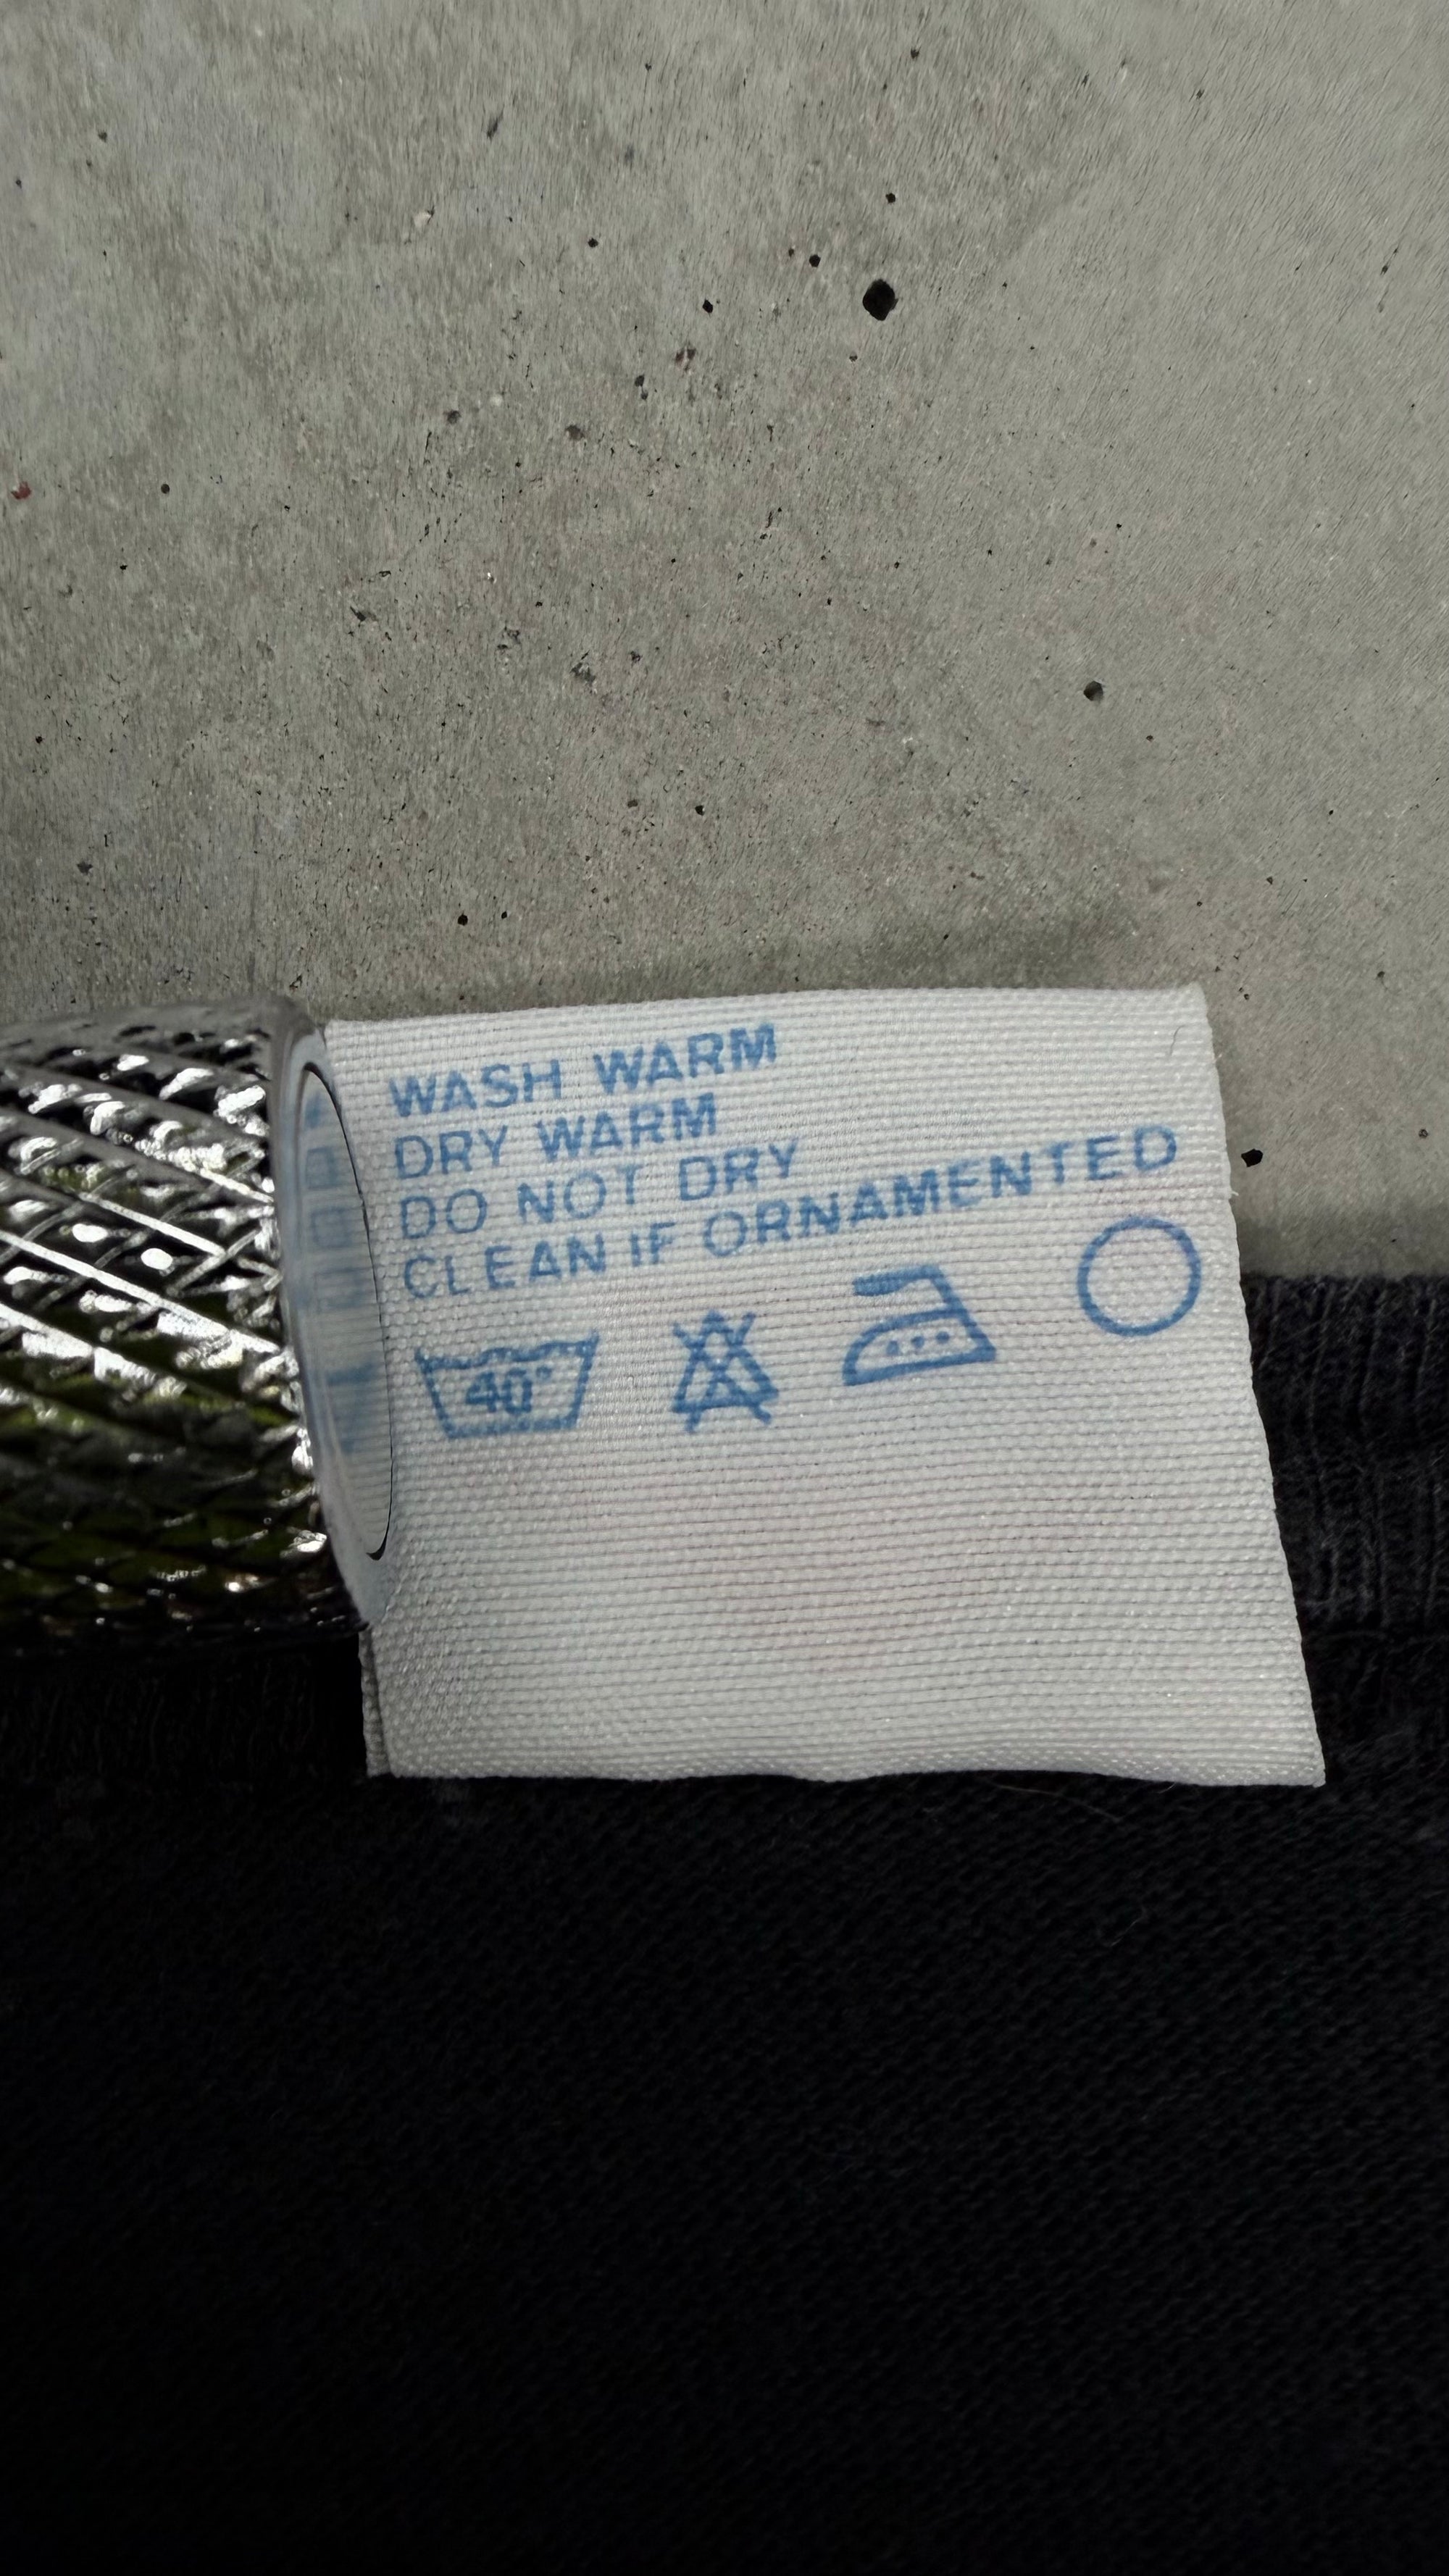 WASH WARM
DRY WARM
DO NOT DRY
CLEAN IF ORNAMENTED
40°